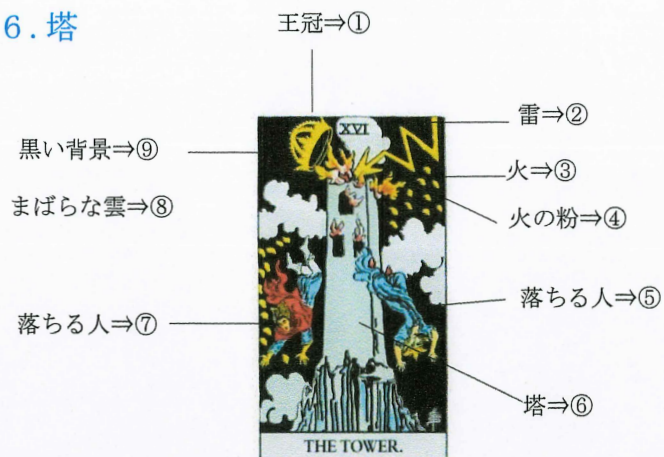 6.塔
王冠⇒①
雷⇒②
黒い背景⇒⑨
火⇒③
まばらな雲⇒⑧
火の粉⇒④
落ちる人⇒⑤
落ちる人⇒⑦
塔⇒⑥
XVI
THE TOWER.